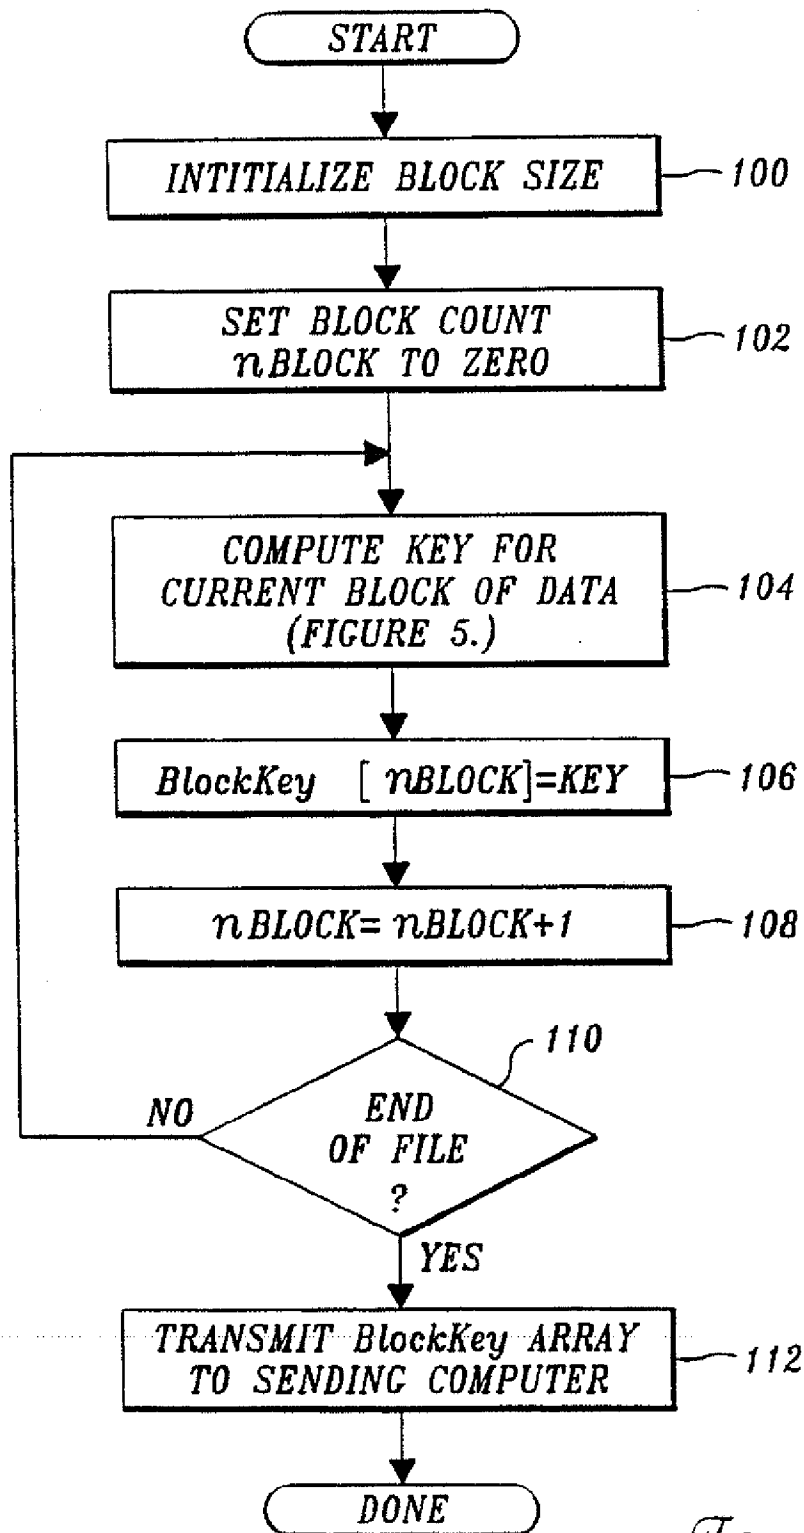 START
INTITIALIZE BLOCK SIZE
100
SET BLOCK COUNT
nBLOCK TO ZERO
102
COMPUTE KEY FOR
CURRENT BLOCK OF DATA
(FIGURE 5.)
104
BlockKey [ nBLOCK]=KEY
106
nBLOCK= nBLOCK+1
108
110
END
OF FILE
?
NO
YES
TRANSMIT BlockKey ARRAY
TO SENDING COMPUTER
112
DONE